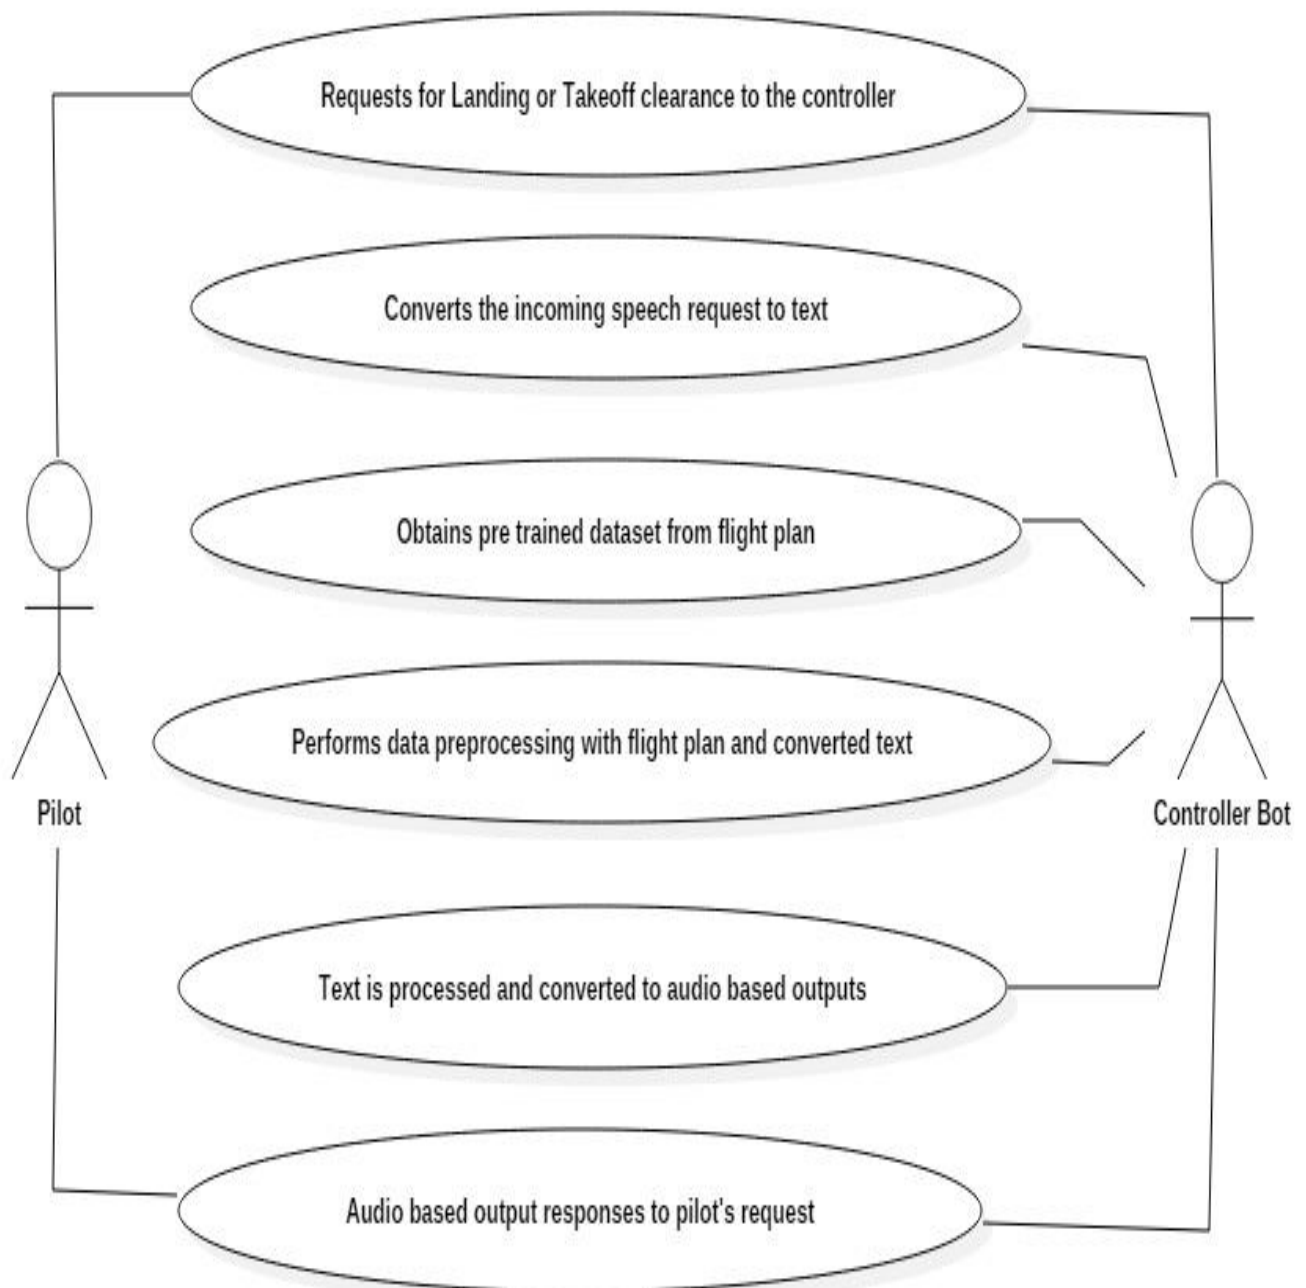 Requests for Landing or Takeoff clearance to the controller
Converts the incoming speech request to text
Obtains pre trained dataset from flight plan
Performs data preprocessing with flight plan and converted text
Pilot
Controller Bot
Text is processed and converted to audio based outputs
Audio based output responses to pilot's request